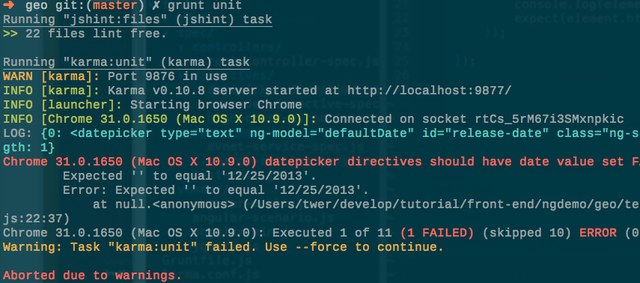 ➜  geo git:(master) ✗ grunt unit
Running "jshint:files" (jshint) task
>> 22 files lint free.
Running "karma:unit" (karma) task
WARN [karma]: Port 9876 in use
INFO [karma]: Karma v0.10.8 server started at http://localhost:9877/
INFO [launcher]: Starting browser Chrome
INFO [Chrome 31.0.1650 (Mac OS X 10.9.0)]: Connected on socket rtCs_5rM67i3SMxnpkic
LOG: {0: <datepicker type="text" ng-model="defaultDate" id="release-date" class="ng-s
gth: 1}
Chrome 31.0.1650 (Mac OS X 10.9.0) datepicker directives should have date value set F
Expected '' to equal '12/25/2013'.
Error: Expected '' to equal '12/25/2013'.
at null.<anonymous> (/Users/twer/develop/tutorial/front-end/ngdemo/geo/te
js:22:37)
Chrome 31.0.1650 (Mac OS X 10.9.0): Executed 1 of 11 (1 FAILED) (skipped 10) ERROR (0
Warning: Task "karma:unit" failed. Use --force to continue.
Aborted due to warnings.